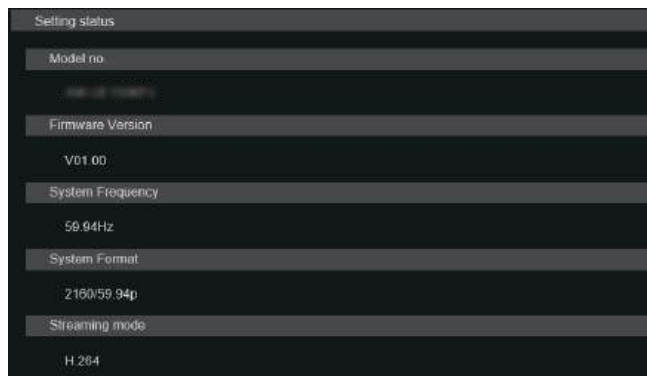 Setting status
Model no.
Firmware Version
V01.00
System Frequency
59.94Hz
System Format
2160/59.94p
Streaming mode
H.264